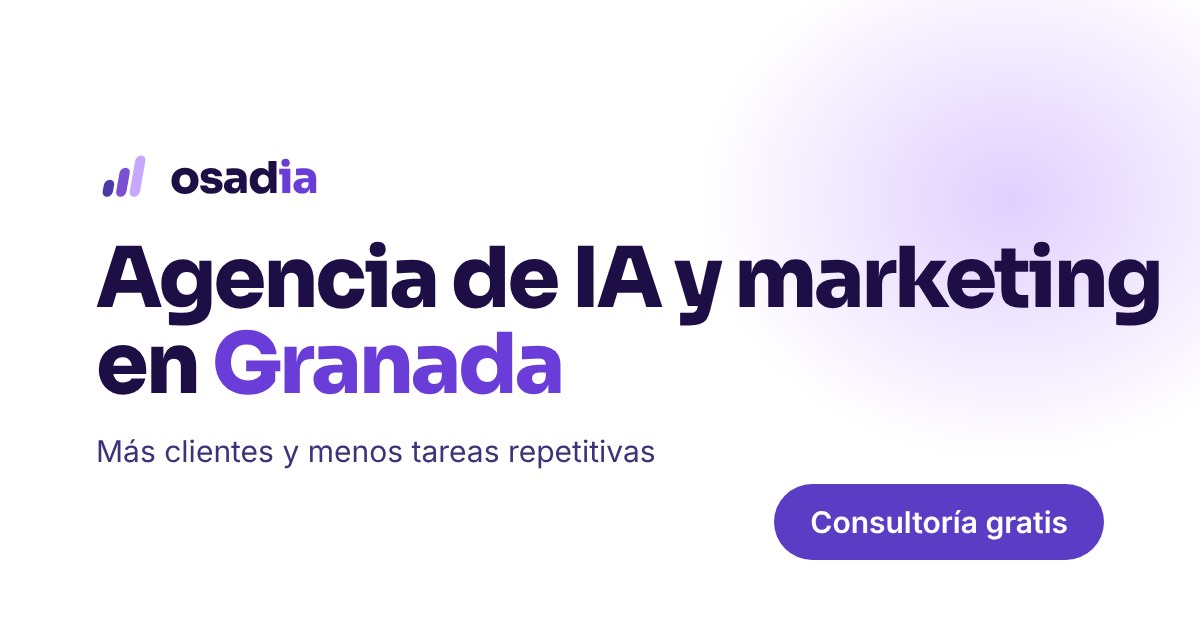 osadia
Agencia de IA y marketing
en Granada
Más clientes y menos tareas repetitivas
Consultoría gratis